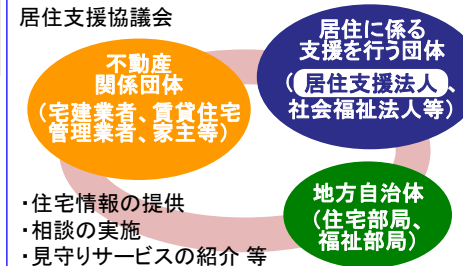 居住支援協議会
不動産
関係団体
(宅建業者、賃貸住宅
管理業者、家主等)
居住に係る
支援を行う団体
(居住支援法人、
社会福祉法人等)
地方自治体
(住宅部局、
福祉部局)
・住宅情報の提供
・相談の実施
・見守りサービスの紹介 等